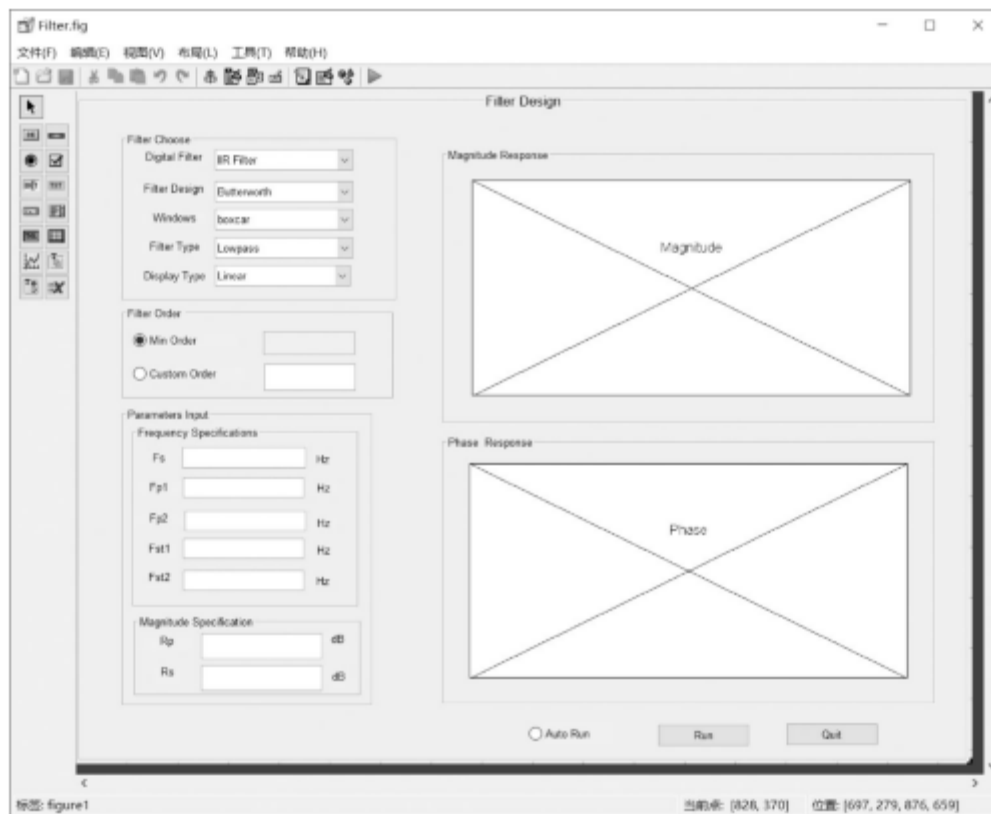 Filter.fig
文件(F) 编辑(E) 视图(V) 布局(L) 工具(T) 帮助(H)
Filter Design
Filter Choose
Digital Filter IIR Filter
Filter Design Butterworth
Windows boxcar
Filter Type Lowpass
Display Type Linear
Filter Order
Min Order
Custom Order
Parameters Input
Frequency Specifications
Fs Hz
Fp1 Hz
Fp2 Hz
Fst1 Hz
Fst2 Hz
Magnitude Specification
Rp dB
Rs dB
Magnitude Response
Magnitude
Phase Response
Phase
Auto Run Run Quit
标签: figure1 当前点: [828, 370] 位置: [697, 279, 876, 659]